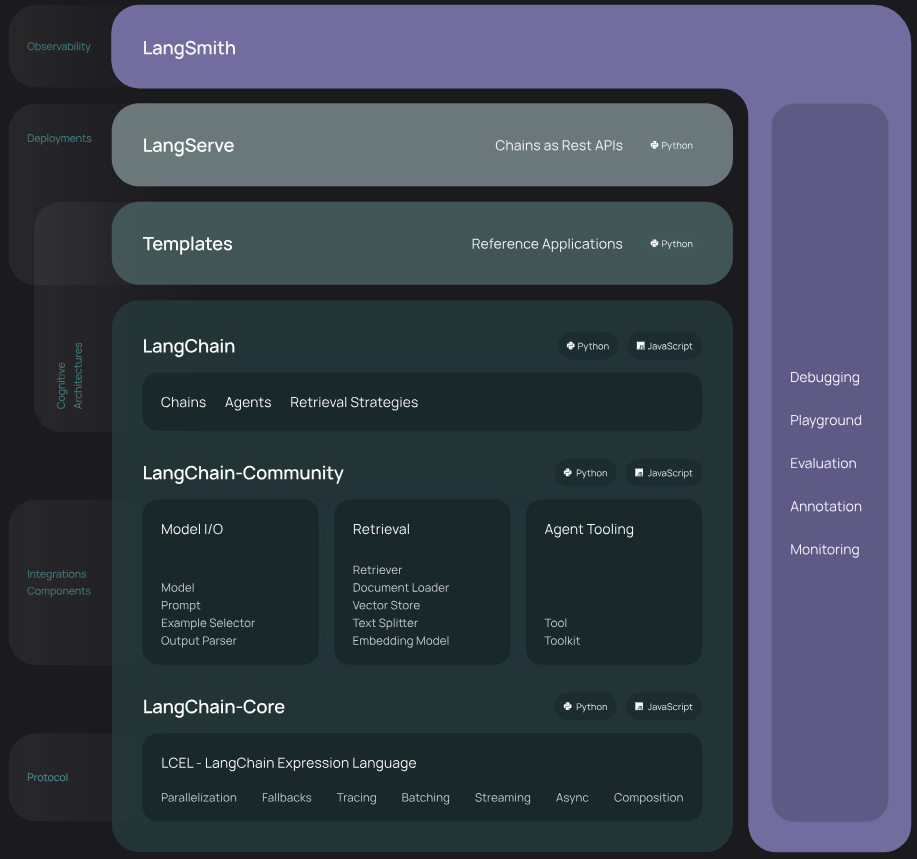 Observability
LangSmith
Deployments
LangServe
Chains as Rest APIs
Python
Templates
Reference Applications
Python
Cognitive
Architectures
LangChain
Python
JavaScript
Chains Agents Retrieval Strategies
LangChain-Community
Python
JavaScript
Integrations
Components
Model I/O
Model
Prompt
Example Selector
Output Parser
Retrieval
Retriever
Document Loader
Vector Store
Text Splitter
Embedding Model
Agent Tooling
Tool
Toolkit
LangChain-Core
Python
JavaScript
Protocol
LCEL - LangChain Expression Language
Parallelization Fallbacks Tracing Batching Streaming Async Composition
Debugging
Playground
Evaluation
Annotation
Monitoring